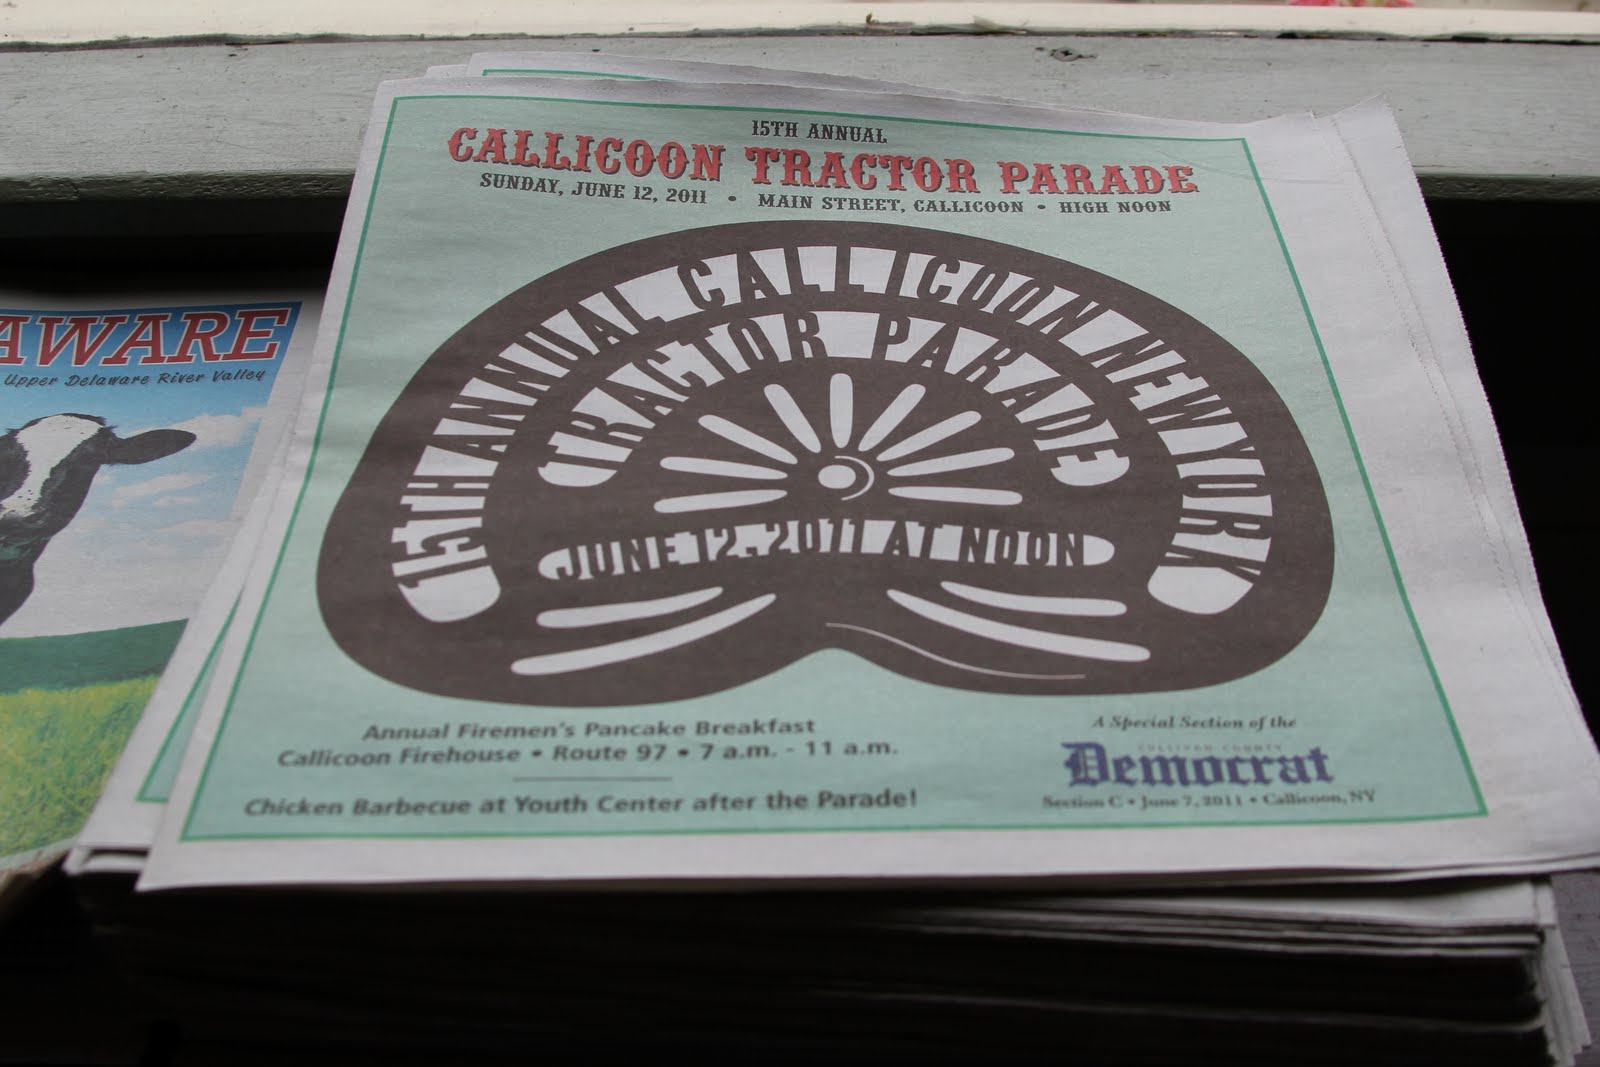 15TH ANNUAL
CALLICOON TRACTOR PARADE
SUNDAY, JUNE 12, 2011 • MAIN STREET, CALLICOON • HIGH NOON
15TH ANNUAL CALLICOON NEW YORK
TRACTOR PARADE
JUNE 12, 2011 AT NOON
Annual Firemen's Pancake Breakfast
Callicoon Firehouse • Route 97 • 7 a.m. - 11 a.m.
Chicken Barbecue at Youth Center after the Parade!
A Special Section of the
SULLIVAN COUNTY
Democrat
Section C • June 7, 2011 • Callicoon, NY
AWARE
Upper Delaware River Valley